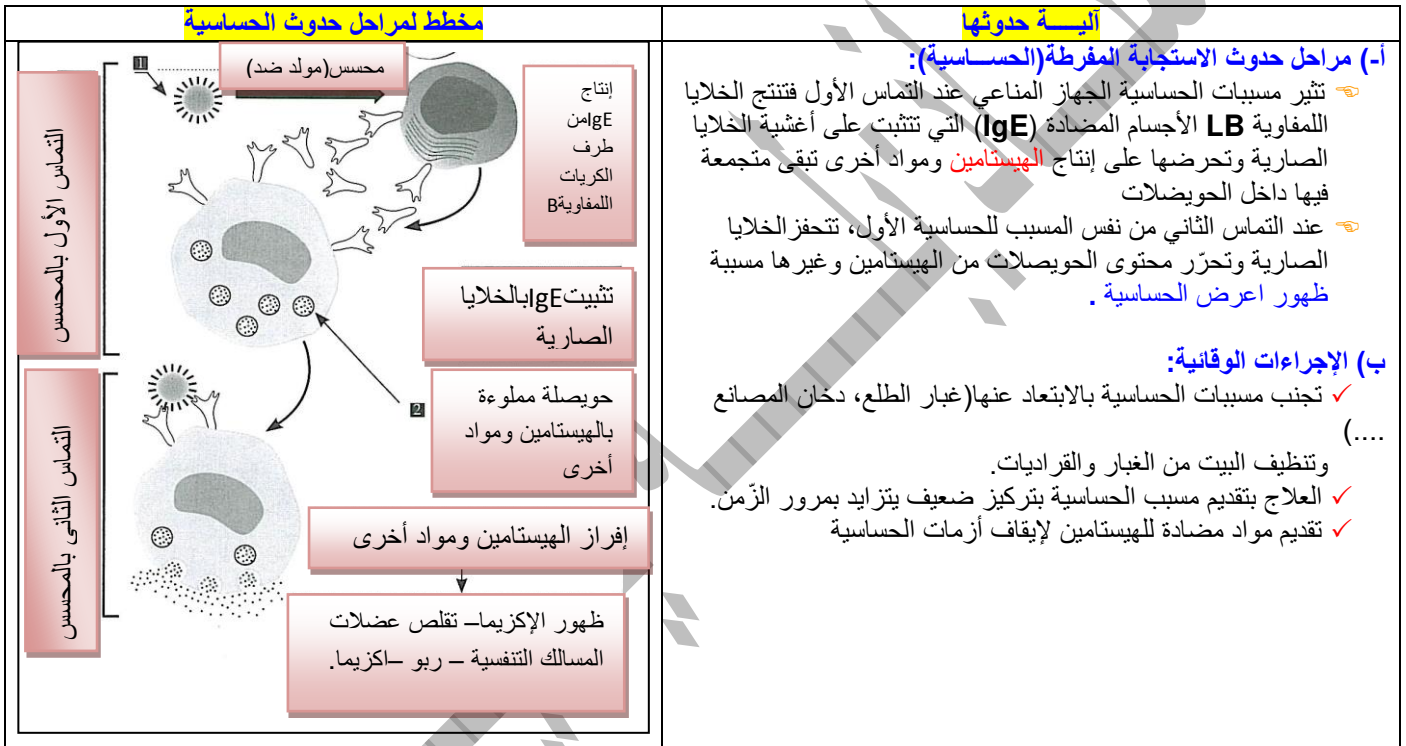 آليـــــة حدوثها
أ-) مراحل حدوث الاستجابة المفرطة(الحســـاسية):
تثير مسببات الحساسية الجهاز المناعي عند التماس الأول فتنتج الخلايا
اللمفاوية LB الأجسام المضادة (IgE) التي تتثبت على أغشية الخلايا
الصارية وتحرضها على إنتاج الهيستامين ومواد أخرى تبقى متجمعة
فيها داخل الحويضلات
عند التماس الثاني من نفس المسبب للحساسية الأول، تتحفزالخلايا
الصارية وتحرّر محتوى الحويصلات من الهيستامين وغيرها مسببة
ظهور اعرض الحساسية .
ب) الإجراءات الوقائية:
✓ تجنب مسببات الحساسية بالابتعاد عنها(غبار الطلع، دخان المصانع
....)
وتنظيف البيت من الغبار والقراديات.
✓ العلاج بتقديم مسبب الحساسية بتركيز ضعيف يتزايد بمرور الزّمن.
✓ تقديم مواد مضادة للهيستامين لإيقاف أزمات الحساسية
مخطط لمراحل حدوث الحساسية
1
محسس(مولد ضد)
إنتاج
IgEمن
طرف
الكريات
اللمفاويةB
التماس الأول بالمحسس
تثبيتIgEبالخلايا
الصارية
2
حويصلة مملوءة
بالهيستامين ومواد
أخرى
التماس الثاني بالمحسس
إفراز الهيستامين ومواد أخرى
ظهور الإكزيما– تقلص عضلات
المسالك التنفسية – ربو –اكزيما.